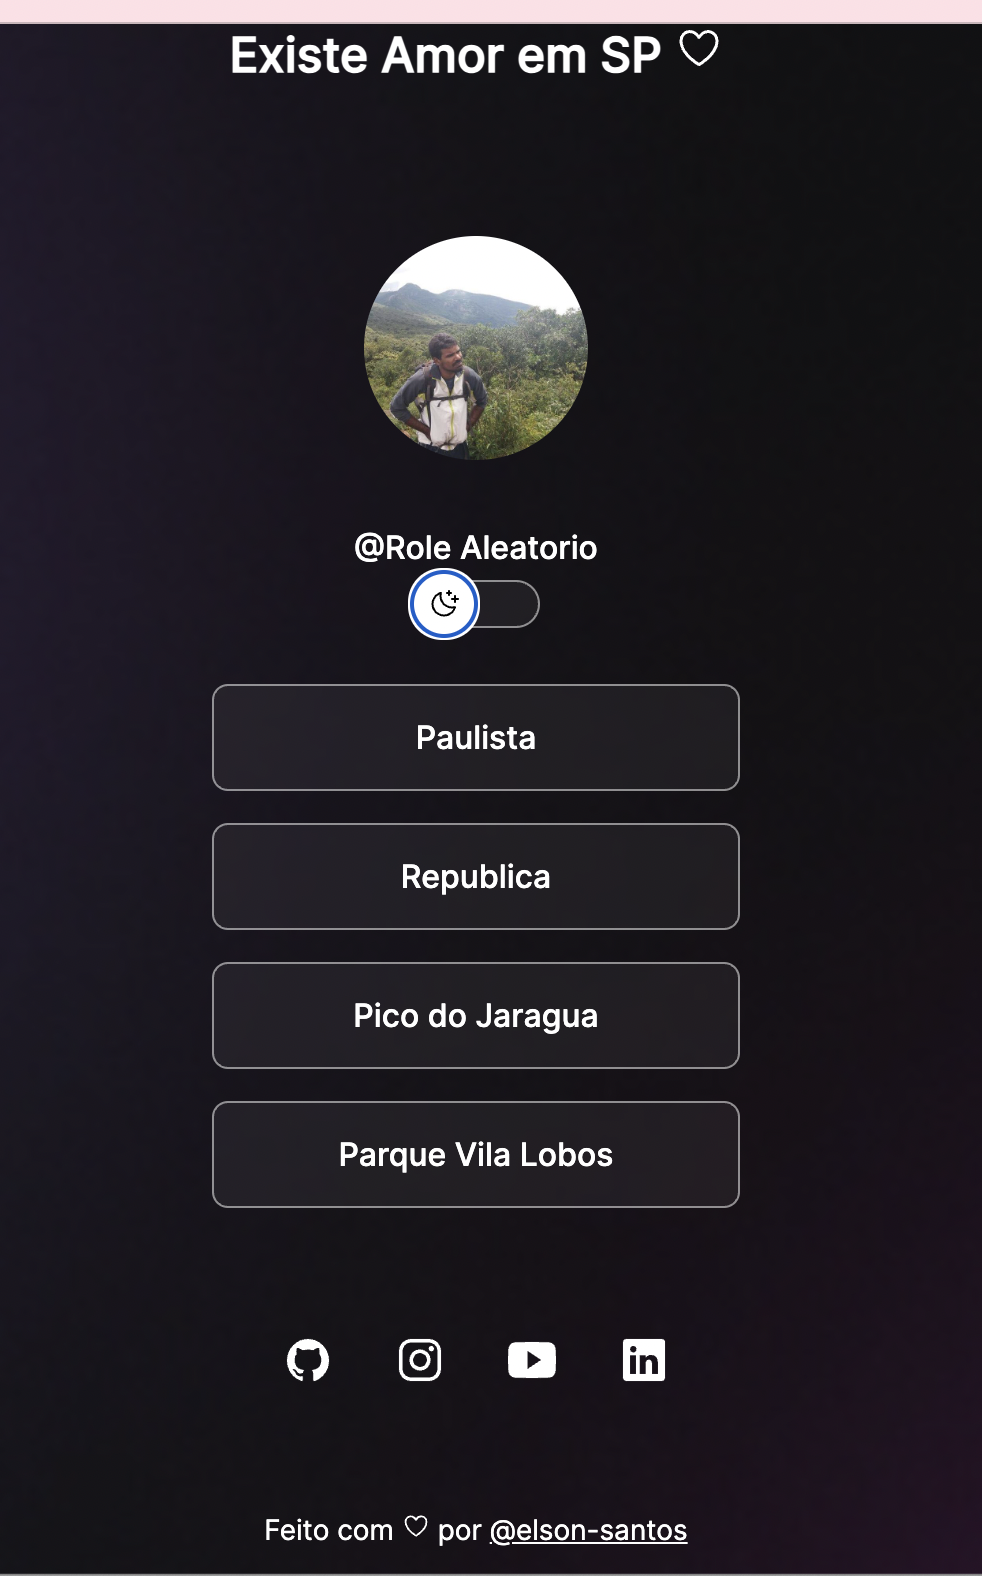 Existe Amor em SP ♡
@Role Aleatorio
Paulista
Republica
Pico do Jaragua
Parque Vila Lobos
in
Feito com ♡ por @elson-santos